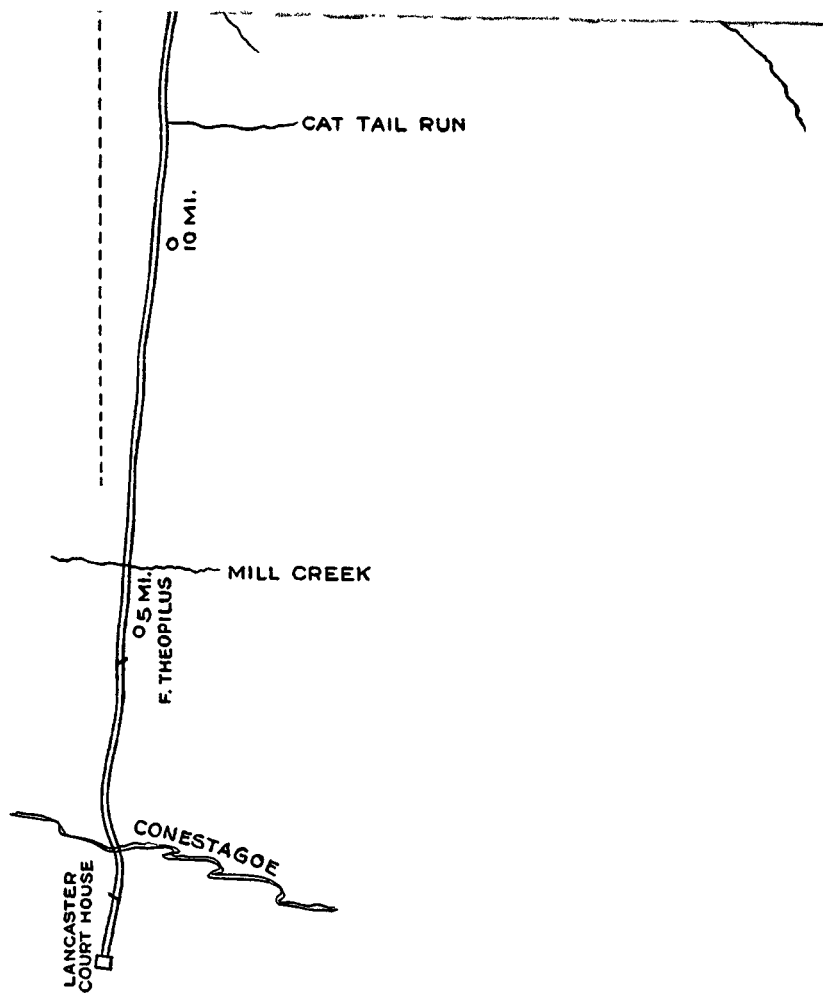 CAT TAIL RUN
10 MI.
MILL CREEK
5 MI.
F. THEOPILUS
CONESTAGOE
LANCASTER
COURT HOUSE